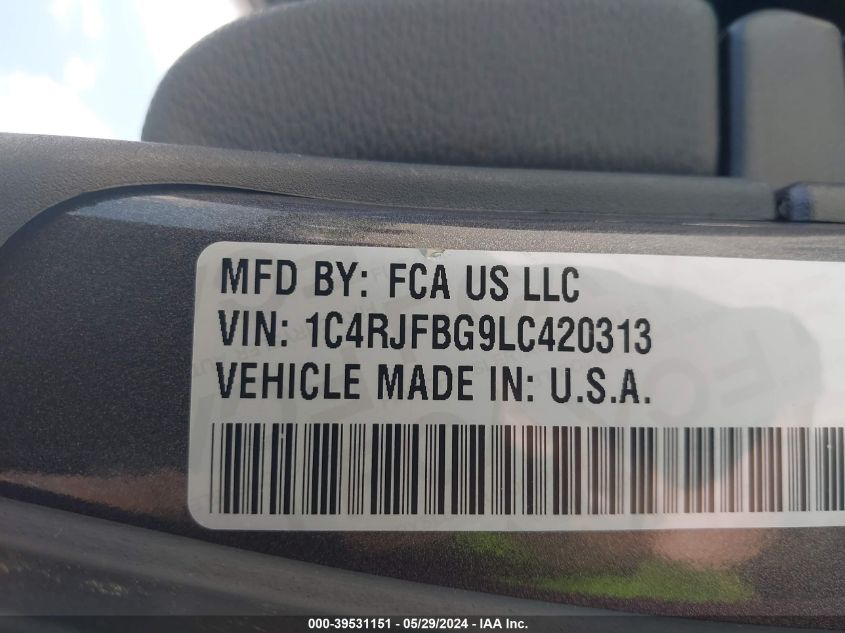 MFD BY: FCA US LLC
VIN: 1C4RJFBG9LC420313
VEHICLE MADE IN: U.S.A.
000-39531151 - 05/29/2024 - IAA Inc.